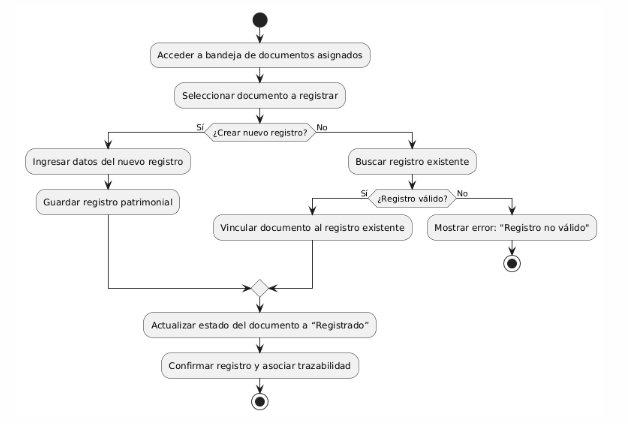 Acceder a bandeja de documentos asignados
Seleccionar documento a registrar
Sí
¿Crear nuevo registro?
No
Ingresar datos del nuevo registro
Buscar registro existente
Guardar registro patrimonial
Sí
¿Registro válido?
No
Vincular documento al registro existente
Mostrar error: "Registro no válido"
Actualizar estado del documento a “Registrado”
Confirmar registro y asociar trazabilidad